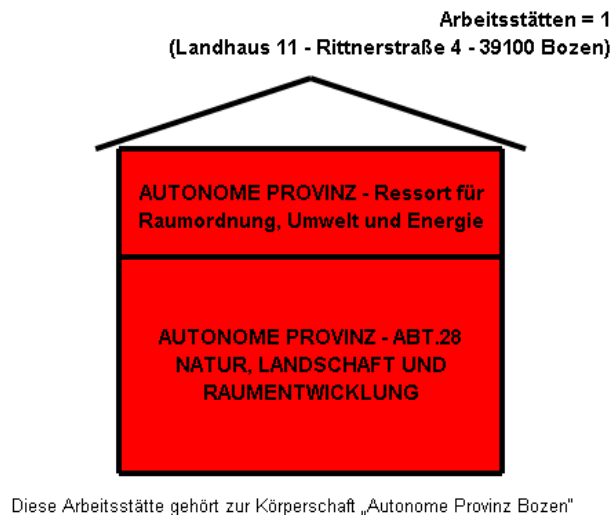 Arbeitsstätten = 1
(Landhaus 11 - Rittnerstraße 4 - 39100 Bozen)
AUTONOME PROVINZ - Ressort für
Raumordnung, Umwelt und Energie
AUTONOME PROVINZ - ABT.28
NATUR, LANDSCHAFT UND
RAUMENTWICKLUNG
Diese Arbeitsstätte gehört zur Körperschaft „Autonome Provinz Bozen"